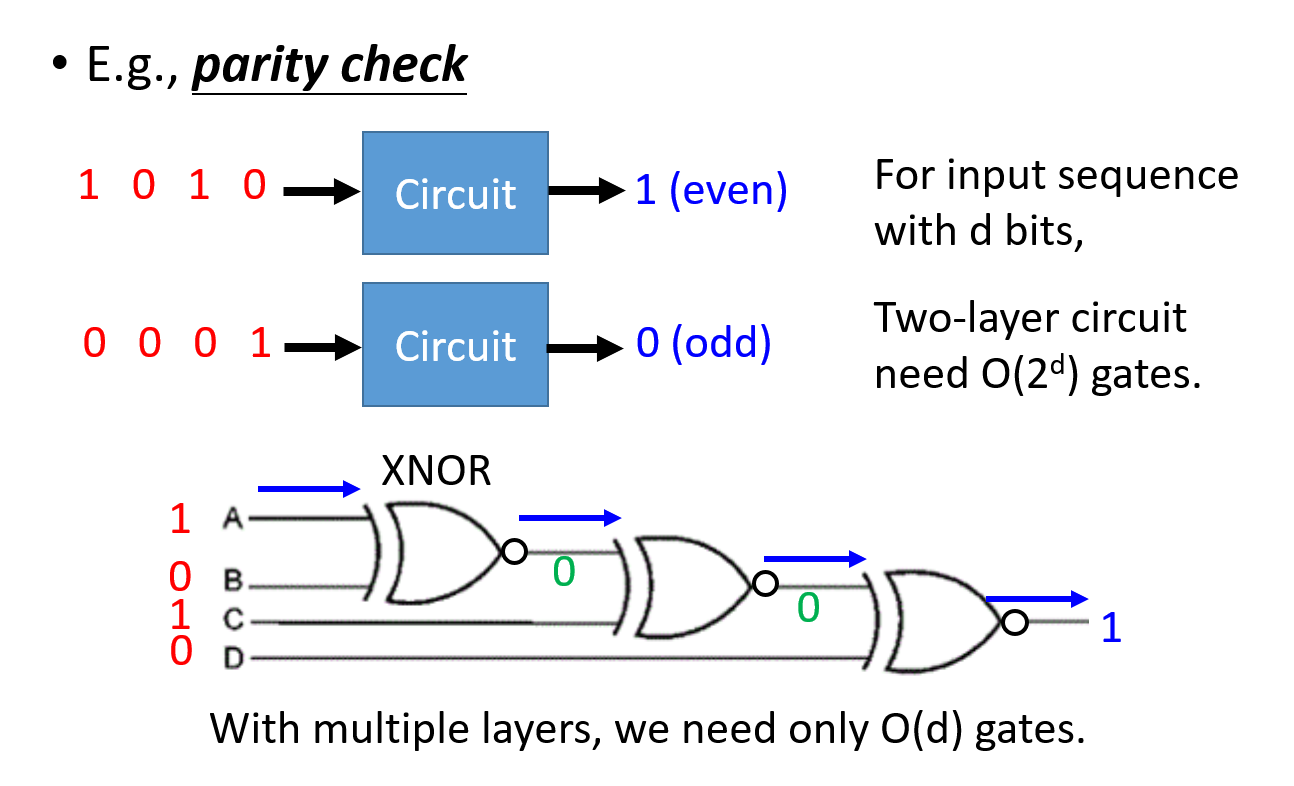 • E.g., parity check
1 0 1 0 Circuit 1 (even)
For input sequence
with d bits,
0 0 0 1 Circuit 0 (odd)
Two-layer circuit
need O(2ᵈ) gates.
XNOR
1 A
0 B
0
1 C
0
0 D
1
With multiple layers, we need only O(d) gates.